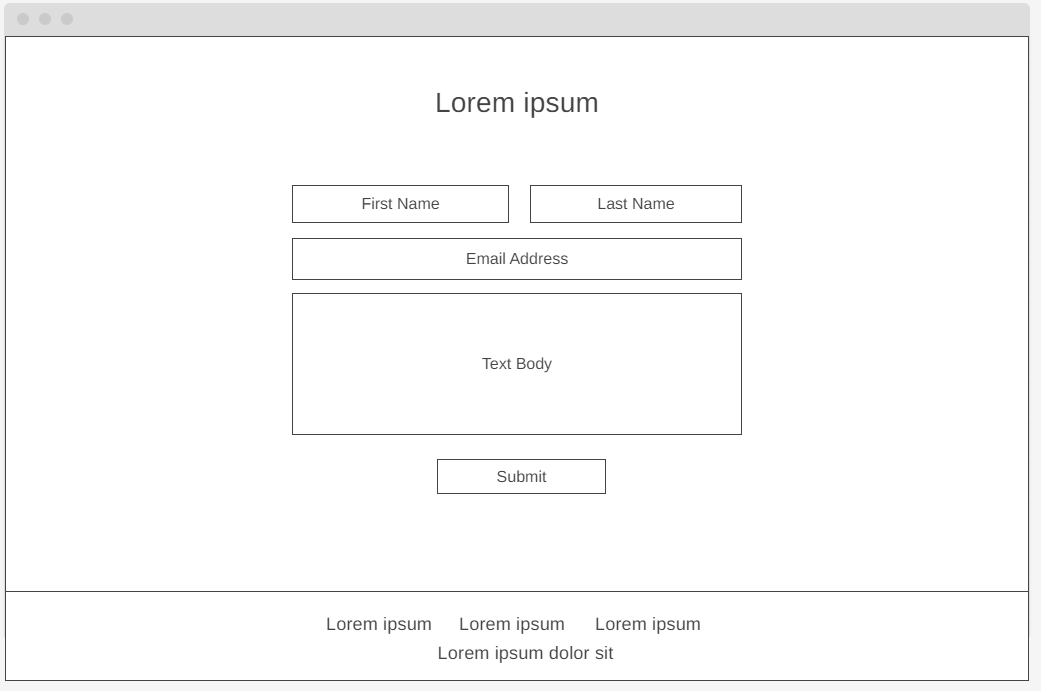 Lorem ipsum
First Name Last Name
Email Address
Text Body
Submit
Lorem ipsum Lorem ipsum Lorem ipsum
Lorem ipsum dolor sit